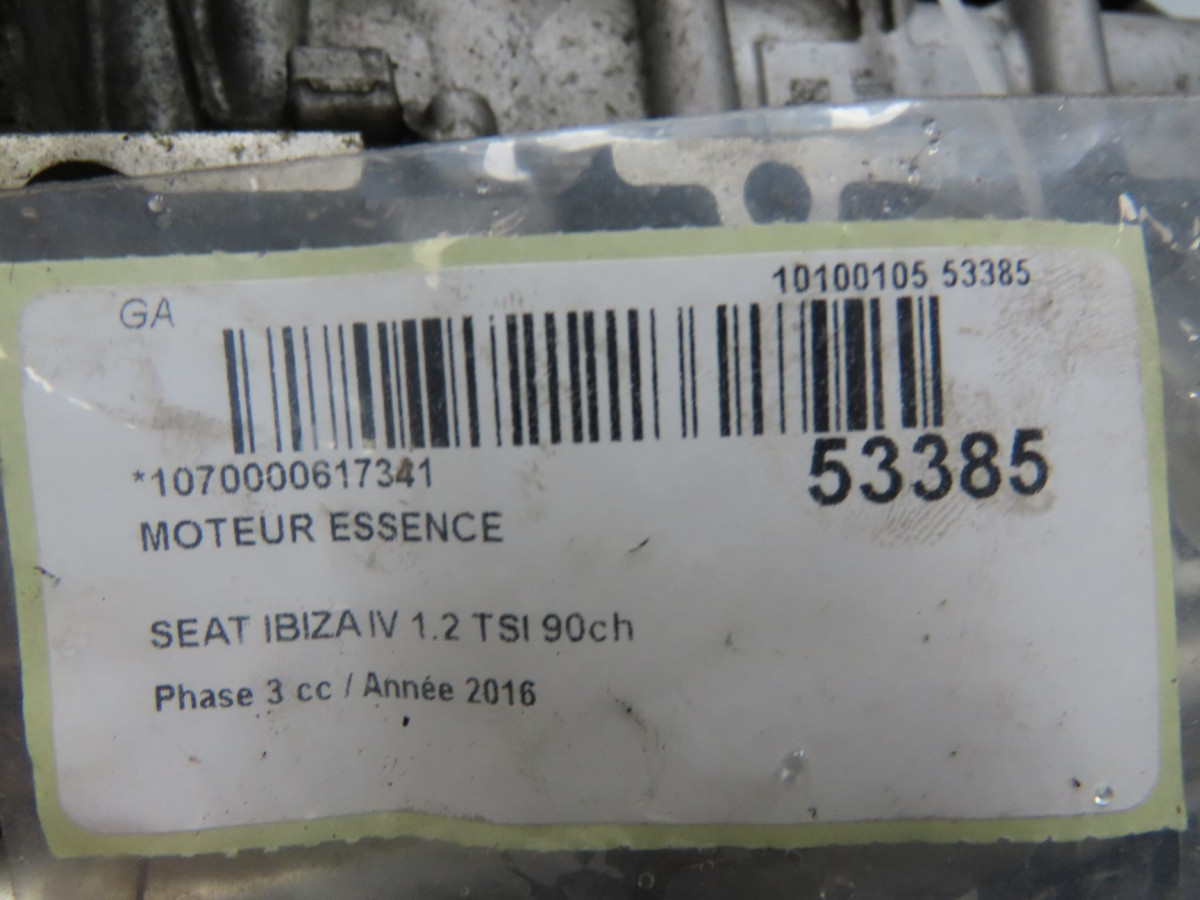 GA
10100105 53385
*1070000617341
53385
MOTEUR ESSENCE
SEAT IBIZA IV 1.2 TSI 90ch
Phase 3 cc / Année 2016